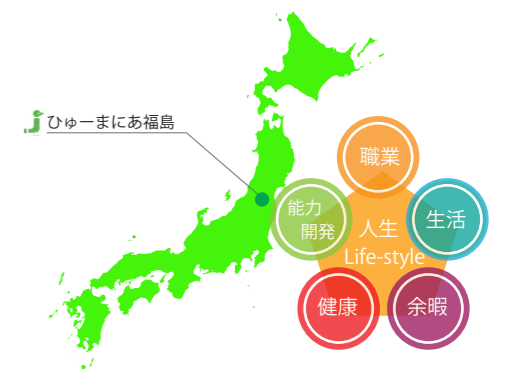 ひゅーまにあ福島
職業
能力
開発
生活
人生
Life-style
健康
余暇